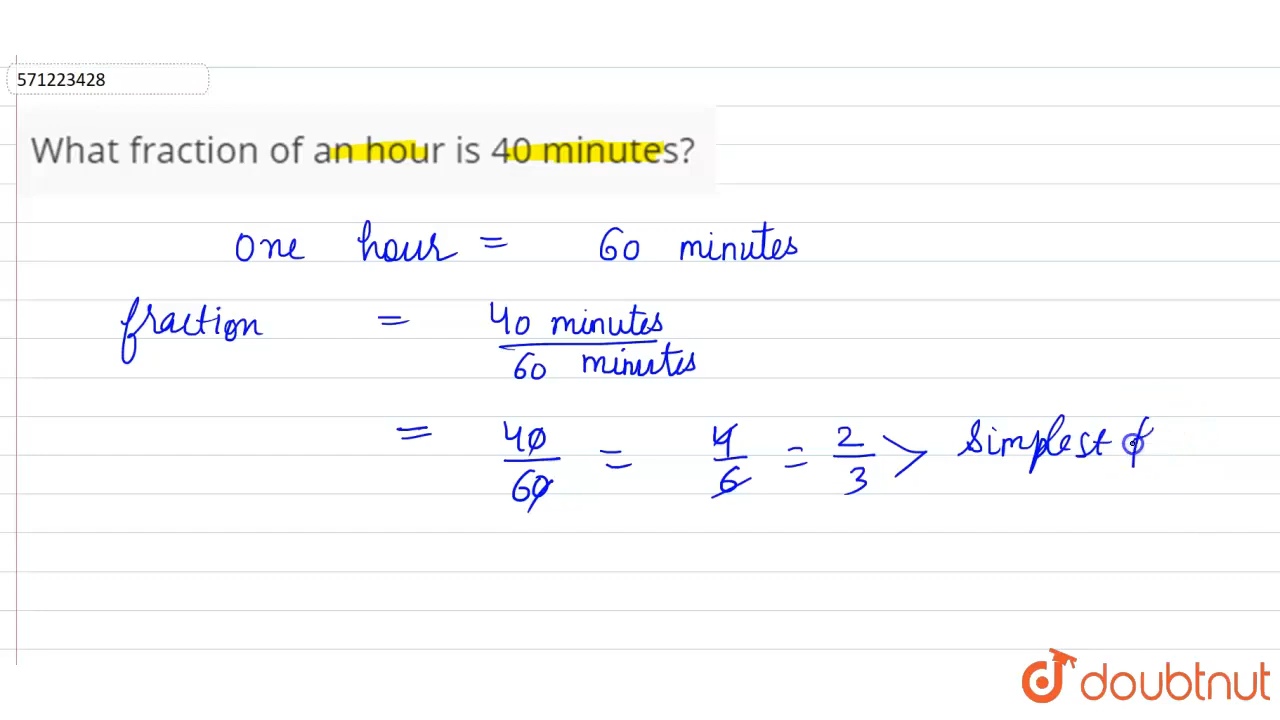 571223428
What fraction of an hour is 40 minutes?
one hour = 60 minutes
fraction = 40 minutes
60 minutes
= 40/60 = 4/6 = 2/3 > Simplest f
doubtnut